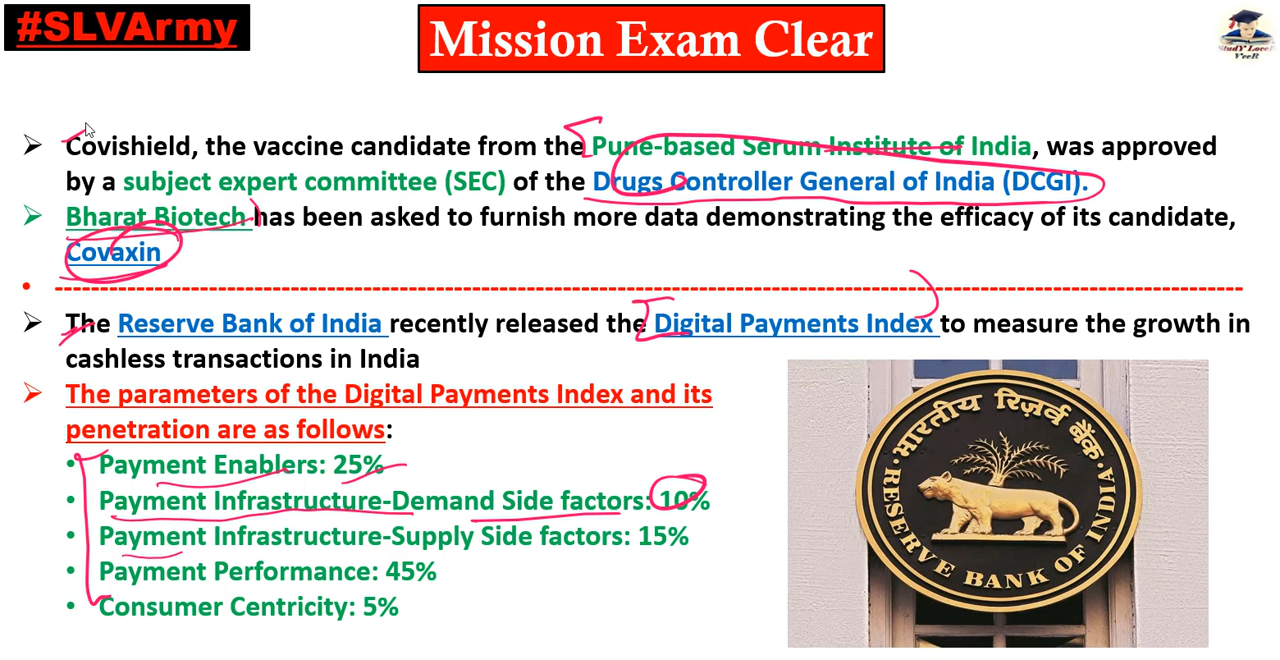 #SLVArmy
Mission Exam Clear
StudY LoveR
VeeR
➤ Covishield, the vaccine candidate from the Pune-based Serum Institute of India, was approved
by a subject expert committee (SEC) of the Drugs Controller General of India (DCGI).
➤ Bharat Biotech has been asked to furnish more data demonstrating the efficacy of its candidate,
Covaxin
• --------------------------------------------------------------------------------
➤ The Reserve Bank of India recently released the Digital Payments Index to measure the growth in
cashless transactions in India
➤ The parameters of the Digital Payments Index and its
penetration are as follows:
• Payment Enablers: 25%
• Payment Infrastructure-Demand Side factors: 10%
• Payment Infrastructure-Supply Side factors: 15%
• Payment Performance: 45%
• Consumer Centricity: 5%
भारतीय रिज़र्व बैंक
RESERVE BANK OF INDIA